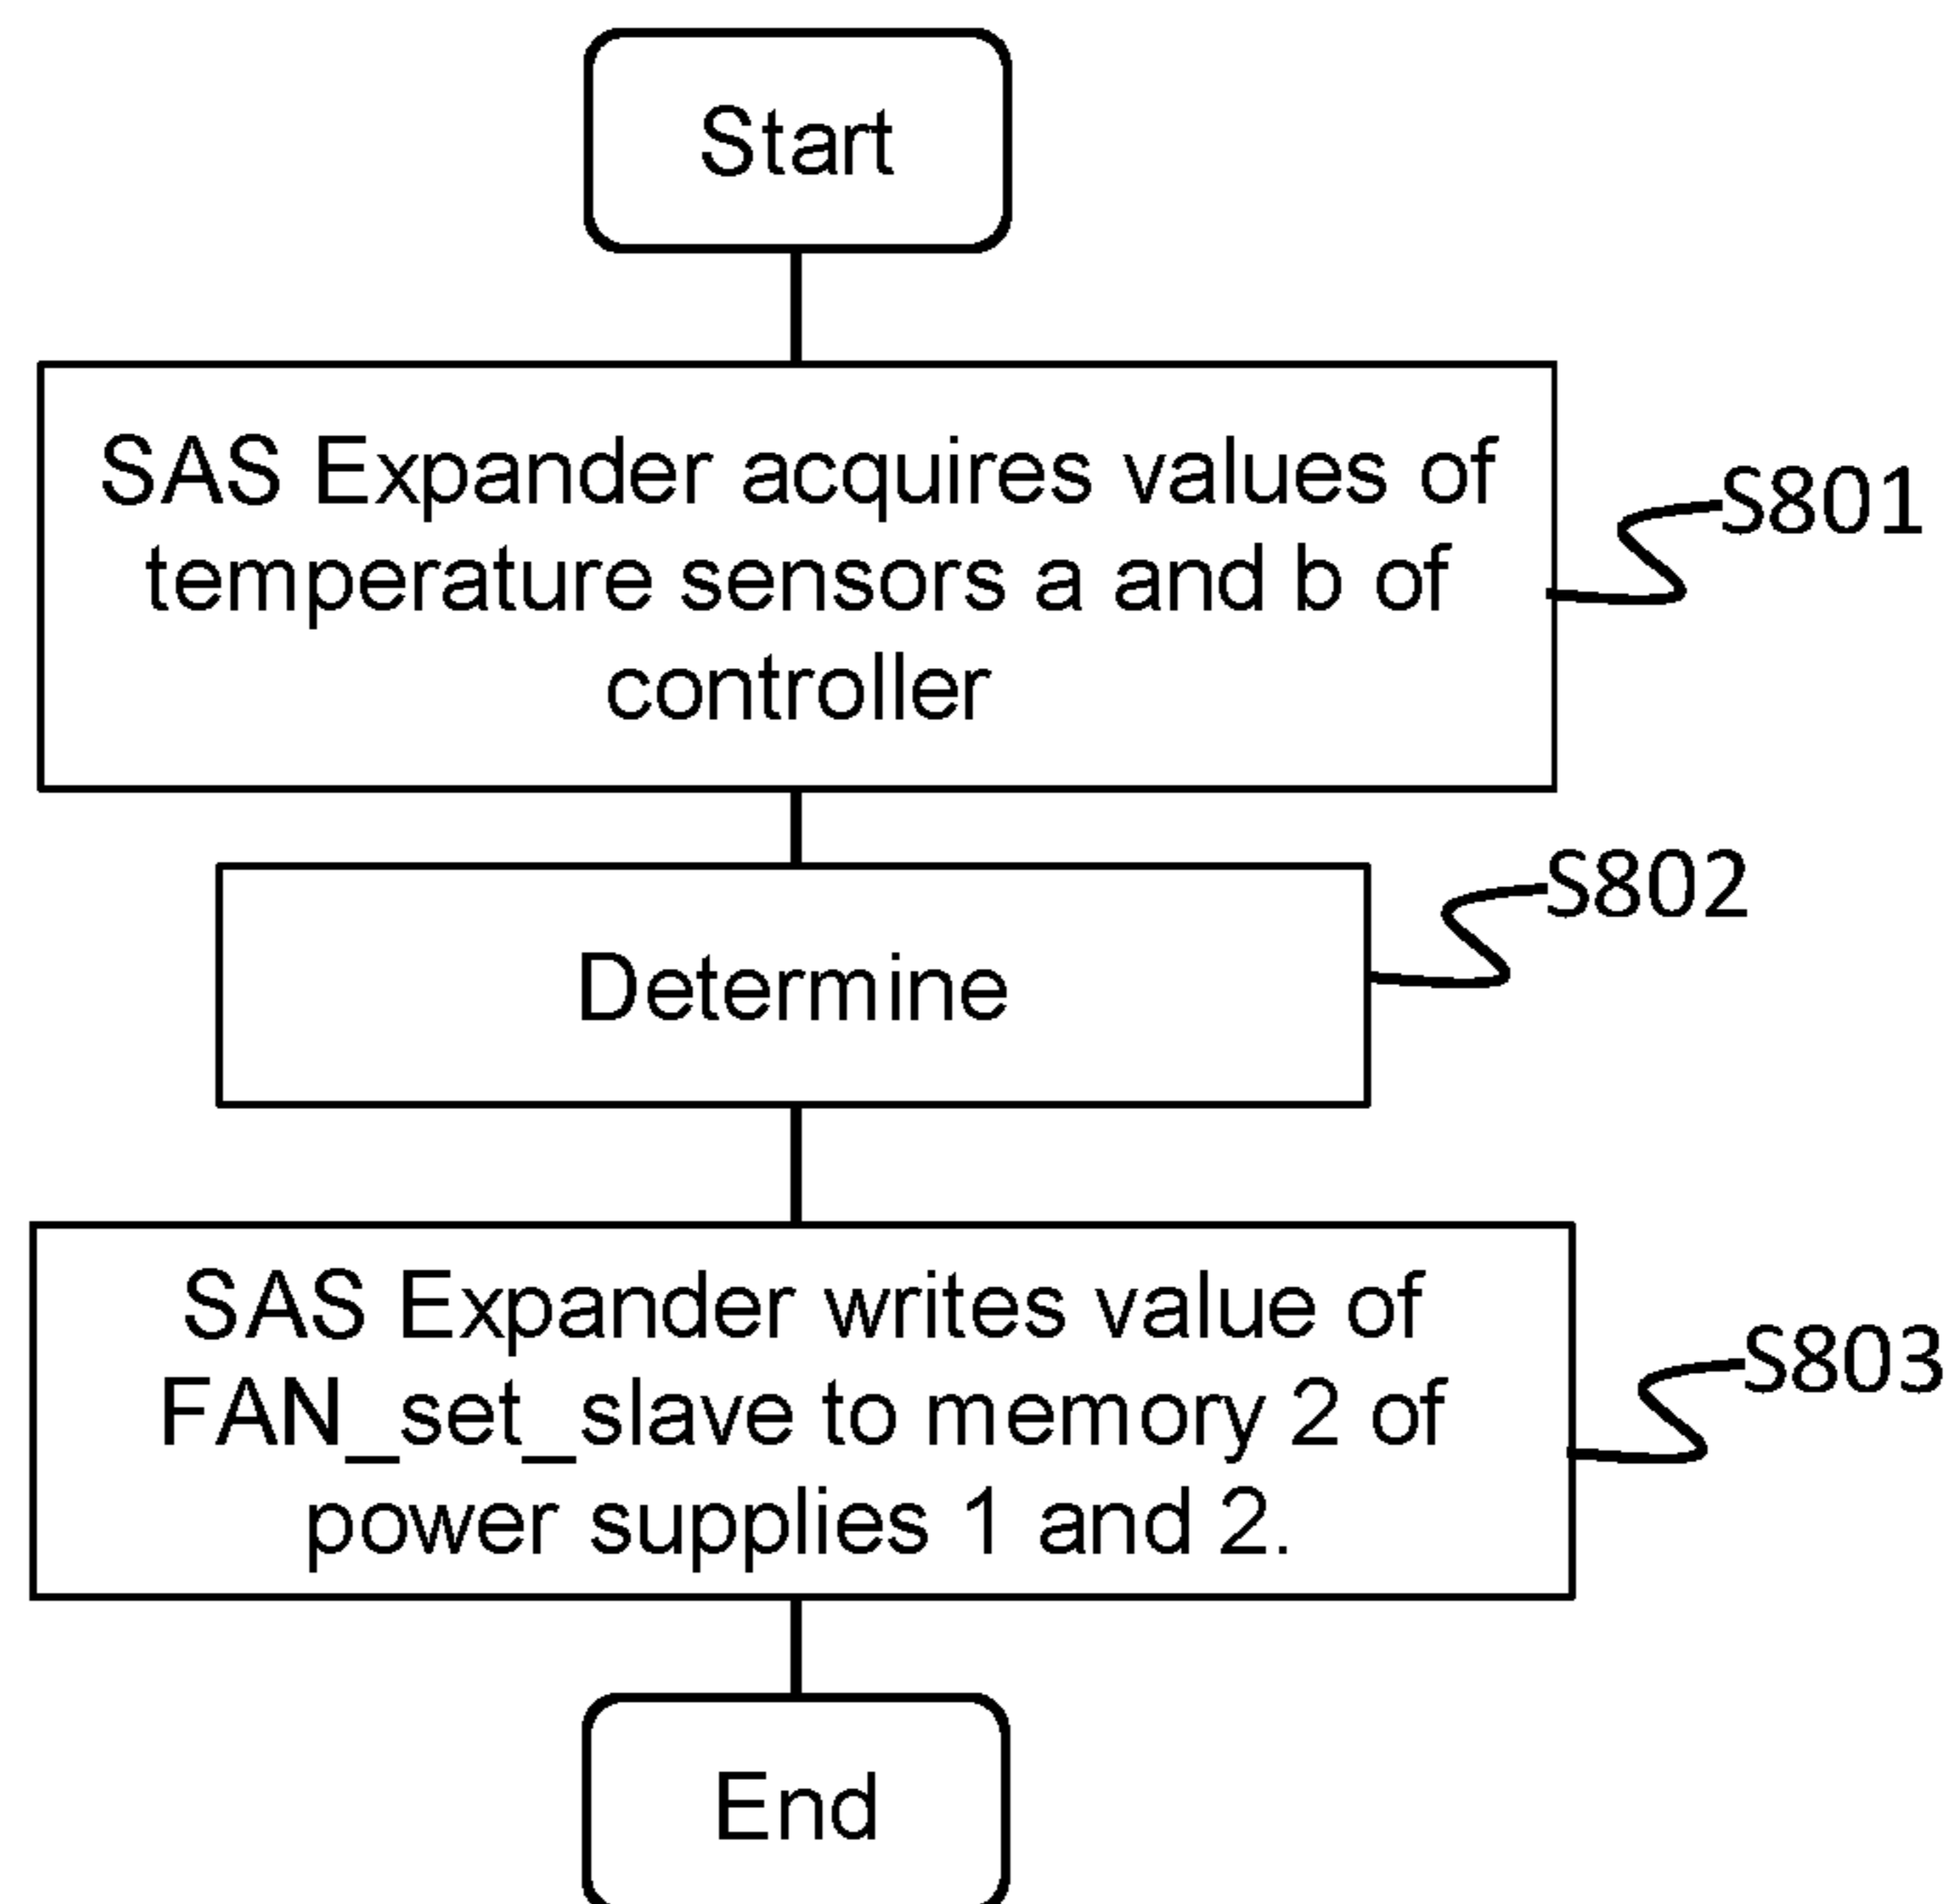 Start
SAS Expander acquires values of
temperature sensors a and b of
controller
S801
Determine
S802
SAS Expander writes value of
FAN_set_slave to memory 2 of
power supplies 1 and 2.
S803
End